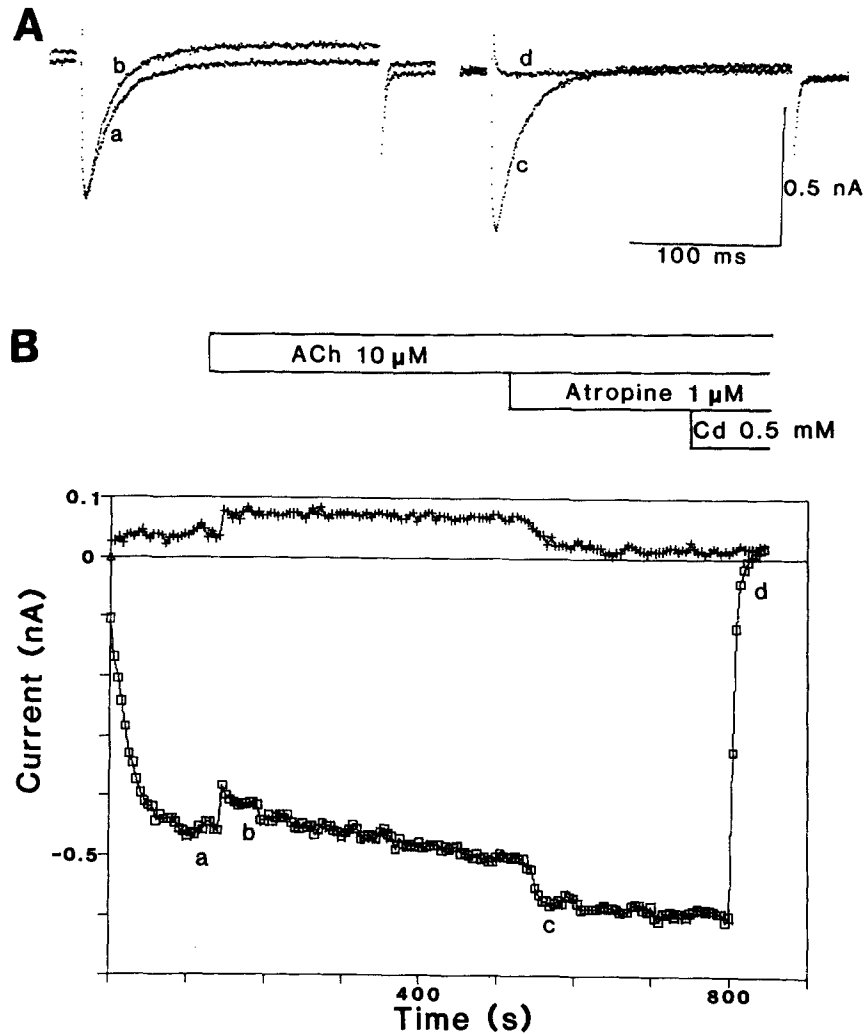 A
b
a
d
c
0.5 nA
100 ms
B
ACh 10 µM
Atropine 1 µM
Cd 0.5 mM
0.1
0
-0.5
Current (nA)
a
b
c
d
400
800
Time (s)